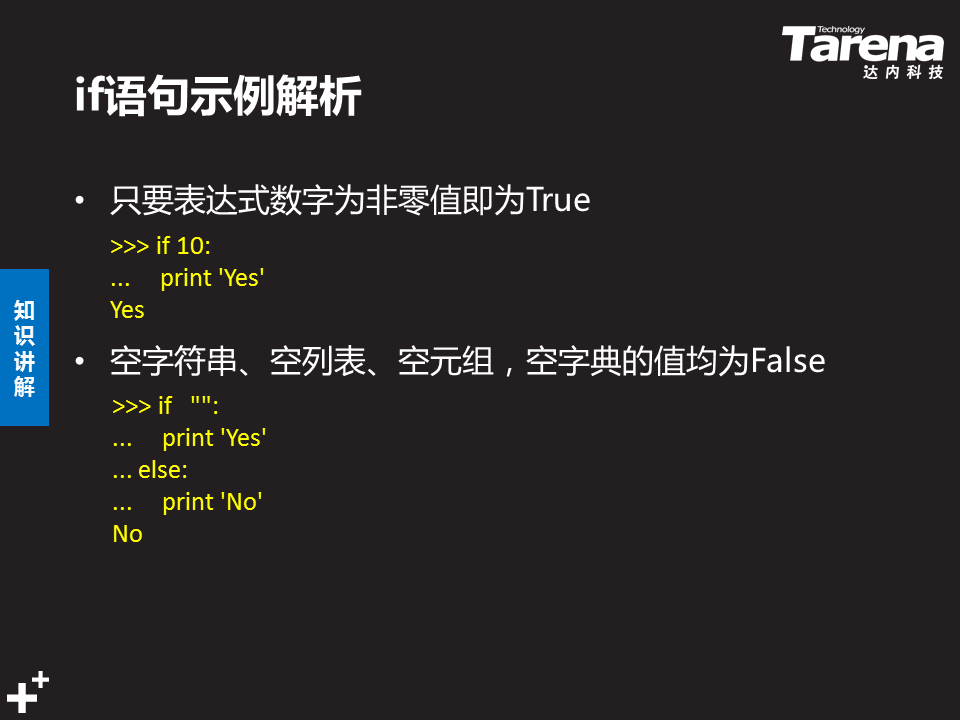 Technology
Tarena
达内科技
if语句示例解析
• 只要表达式数字为非零值即为True
>>> if 10:
...     print 'Yes'
Yes
知识讲解
• 空字符串、空列表、空元组，空字典的值均为False
>>> if   "":
...     print 'Yes'
... else:
...     print 'No'
No